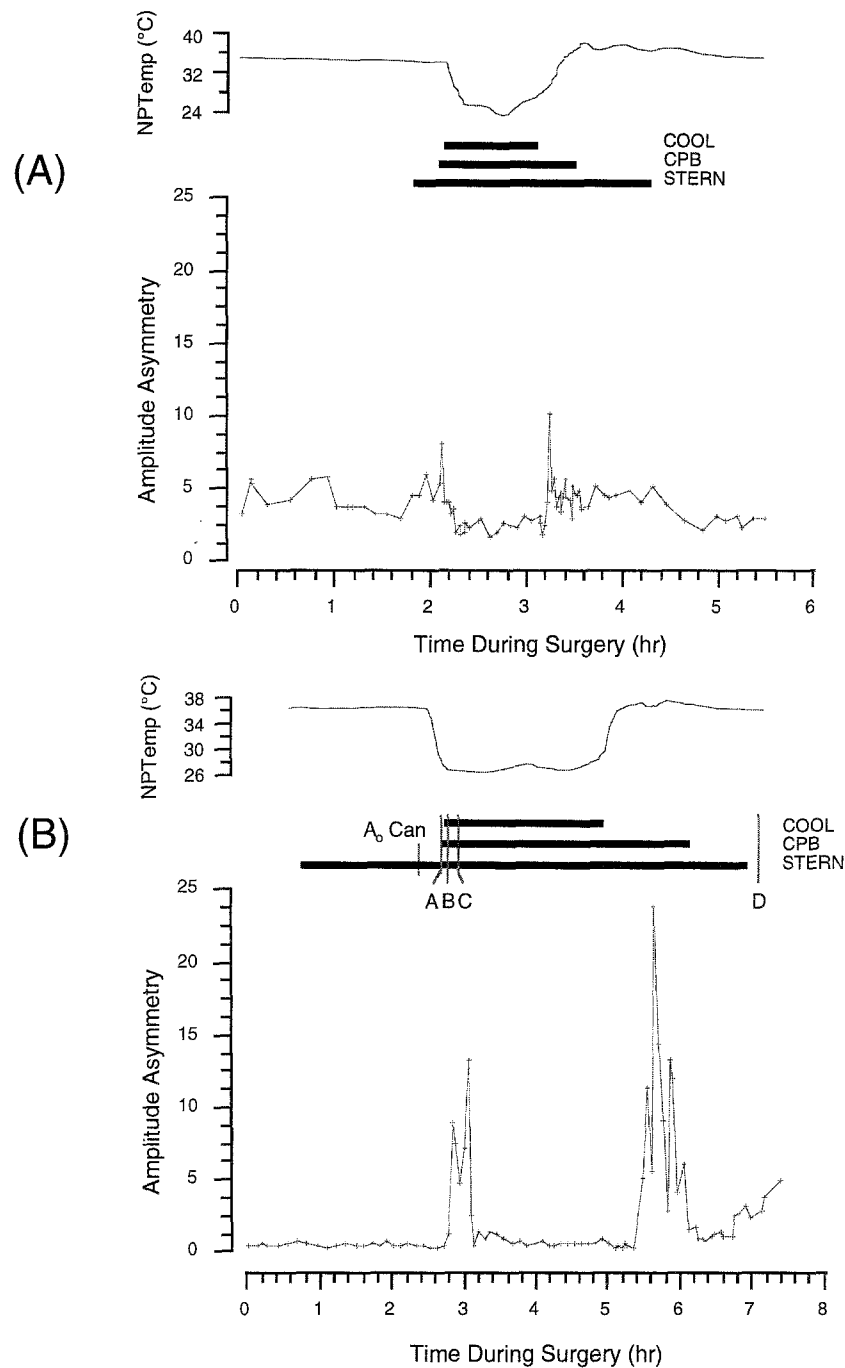 (A)
NPTemp (°C)
40
32
24
COOL
CPB
STERN
Amplitude Asymmetry
25
20
15
10
5
0
0 1 2 3 4 5 6
Time During Surgery (hr)
(B)
NPTemp (°C)
38
34
30
26
Ao Can
COOL
CPB
STERN
A B C D
Amplitude Asymmetry
25
20
15
10
5
0
0 1 2 3 4 5 6 7 8
Time During Surgery (hr)